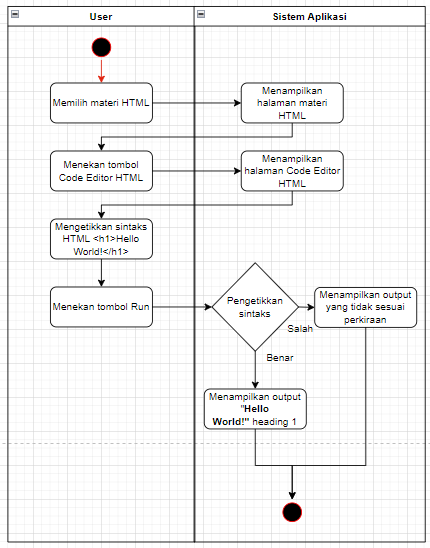 User
Sistem Aplikasi
Memilih materi HTML
Menampilkan
halaman materi
HTML
Menekan tombol
Code Editor HTML
Menampilkan
halaman Code Editor
HTML
Mengetikkan sintaks
HTML <h1>Hello
World!</h1>
Menekan tombol Run
Pengetikkan
sintaks
Salah
Menampilkan output
yang tidak sesuai
perkiraan
Benar
Menampilkan output
"Hello
World!" heading 1